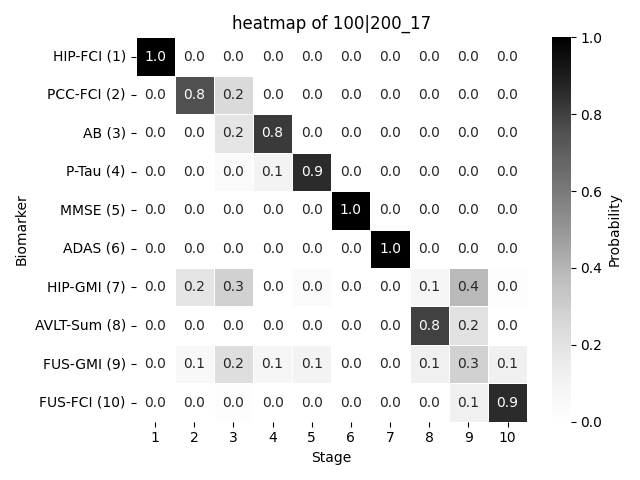 heatmap of 100|200_17
HIP-FCI (1) 1.0 0.0 0.0 0.0 0.0 0.0 0.0 0.0 0.0 0.0
PCC-FCI (2) 0.0 0.8 0.2 0.0 0.0 0.0 0.0 0.0 0.0 0.0
AB (3) 0.0 0.0 0.2 0.8 0.0 0.0 0.0 0.0 0.0 0.0
P-Tau (4) 0.0 0.0 0.0 0.1 0.9 0.0 0.0 0.0 0.0 0.0
MMSE (5) 0.0 0.0 0.0 0.0 0.0 1.0 0.0 0.0 0.0 0.0
ADAS (6) 0.0 0.0 0.0 0.0 0.0 0.0 1.0 0.0 0.0 0.0
HIP-GMI (7) 0.0 0.2 0.3 0.0 0.0 0.0 0.0 0.1 0.4 0.0
AVLT-Sum (8) 0.0 0.0 0.0 0.0 0.0 0.0 0.0 0.8 0.2 0.0
FUS-GMI (9) 0.0 0.1 0.2 0.1 0.1 0.0 0.0 0.1 0.3 0.1
FUS-FCI (10) 0.0 0.0 0.0 0.0 0.0 0.0 0.0 0.0 0.1 0.9
1 2 3 4 5 6 7 8 9 10
Stage
Biomarker
1.0
0.8
0.6
0.4
0.2
0.0
Probability